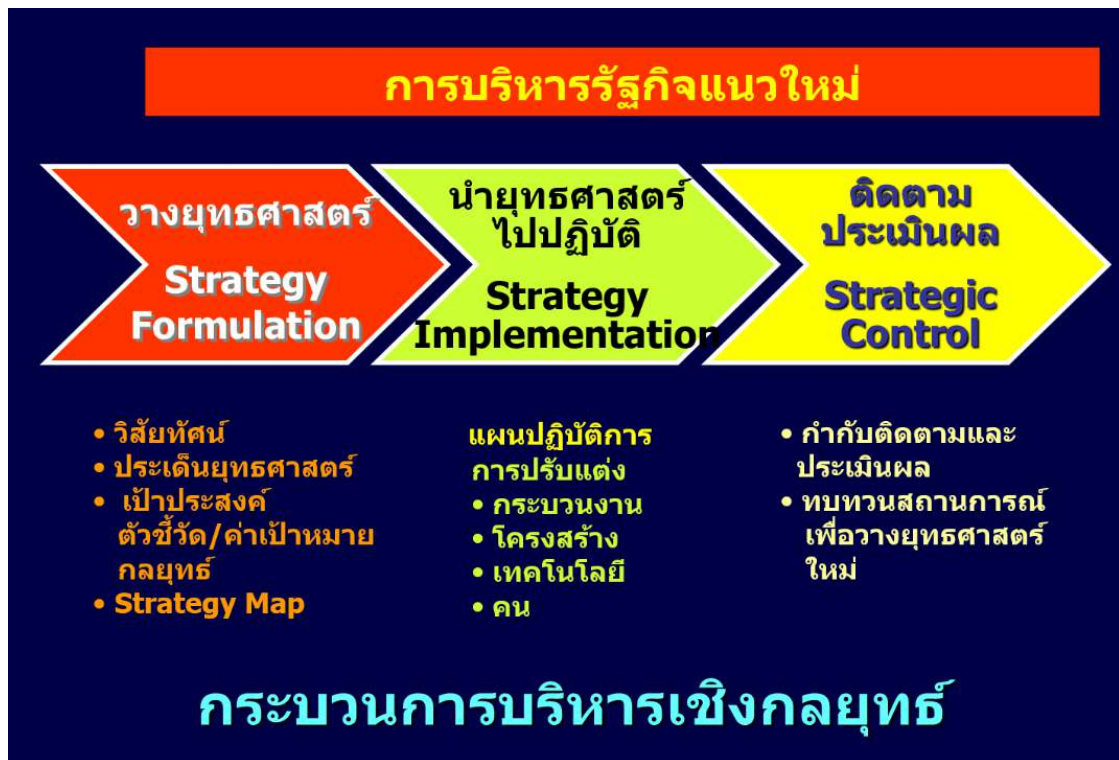 การบริหารรัฐกิจแนวใหม่
วางยุทธศาสตร์
Strategy
Formulation
นำยุทธศาสตร์
ไปปฏิบัติ
Strategy
Implementation
ติดตาม
ประเมินผล
Strategic
Control
• วิสัยทัศน์
• ประเด็นยุทธศาสตร์
• เป้าประสงค์
ตัวชี้วัด/ค่าเป้าหมาย
กลยุทธ์
• Strategy Map
แผนปฏิบัติการ
การปรับแต่ง
• กระบวนงาน
• โครงสร้าง
• เทคโนโลยี
• คน
• กำกับติดตามและ
ประเมินผล
• ทบทวนสถานการณ์
เพื่อวางยุทธศาสตร์
ใหม่
กระบวนการบริหารเชิงกลยุทธ์